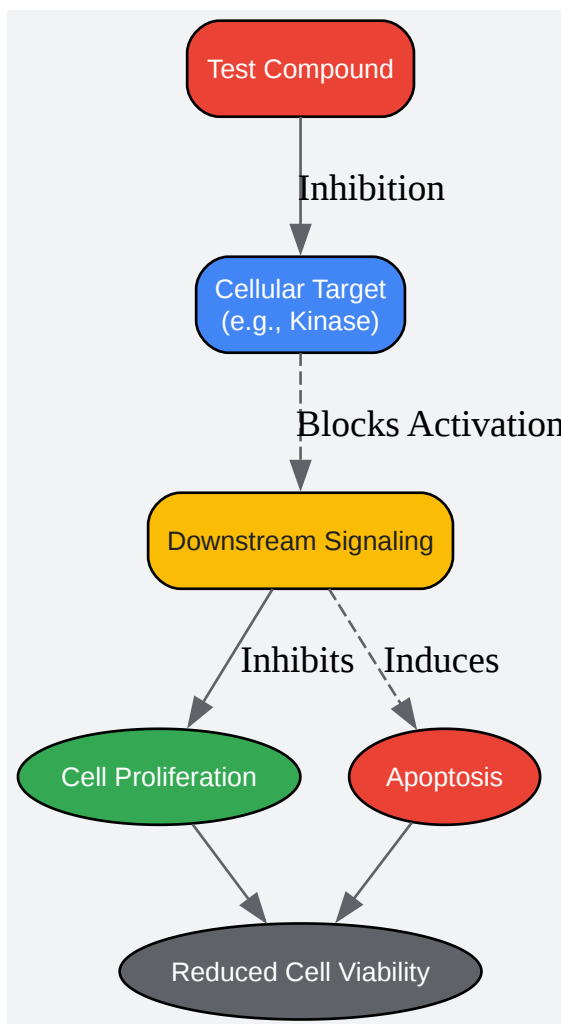 Test Compound
Inhibition
Cellular Target
(e.g., Kinase)
Blocks Activation
Downstream Signaling
Inhibits
Induces
Cell Proliferation
Apoptosis
Reduced Cell Viability